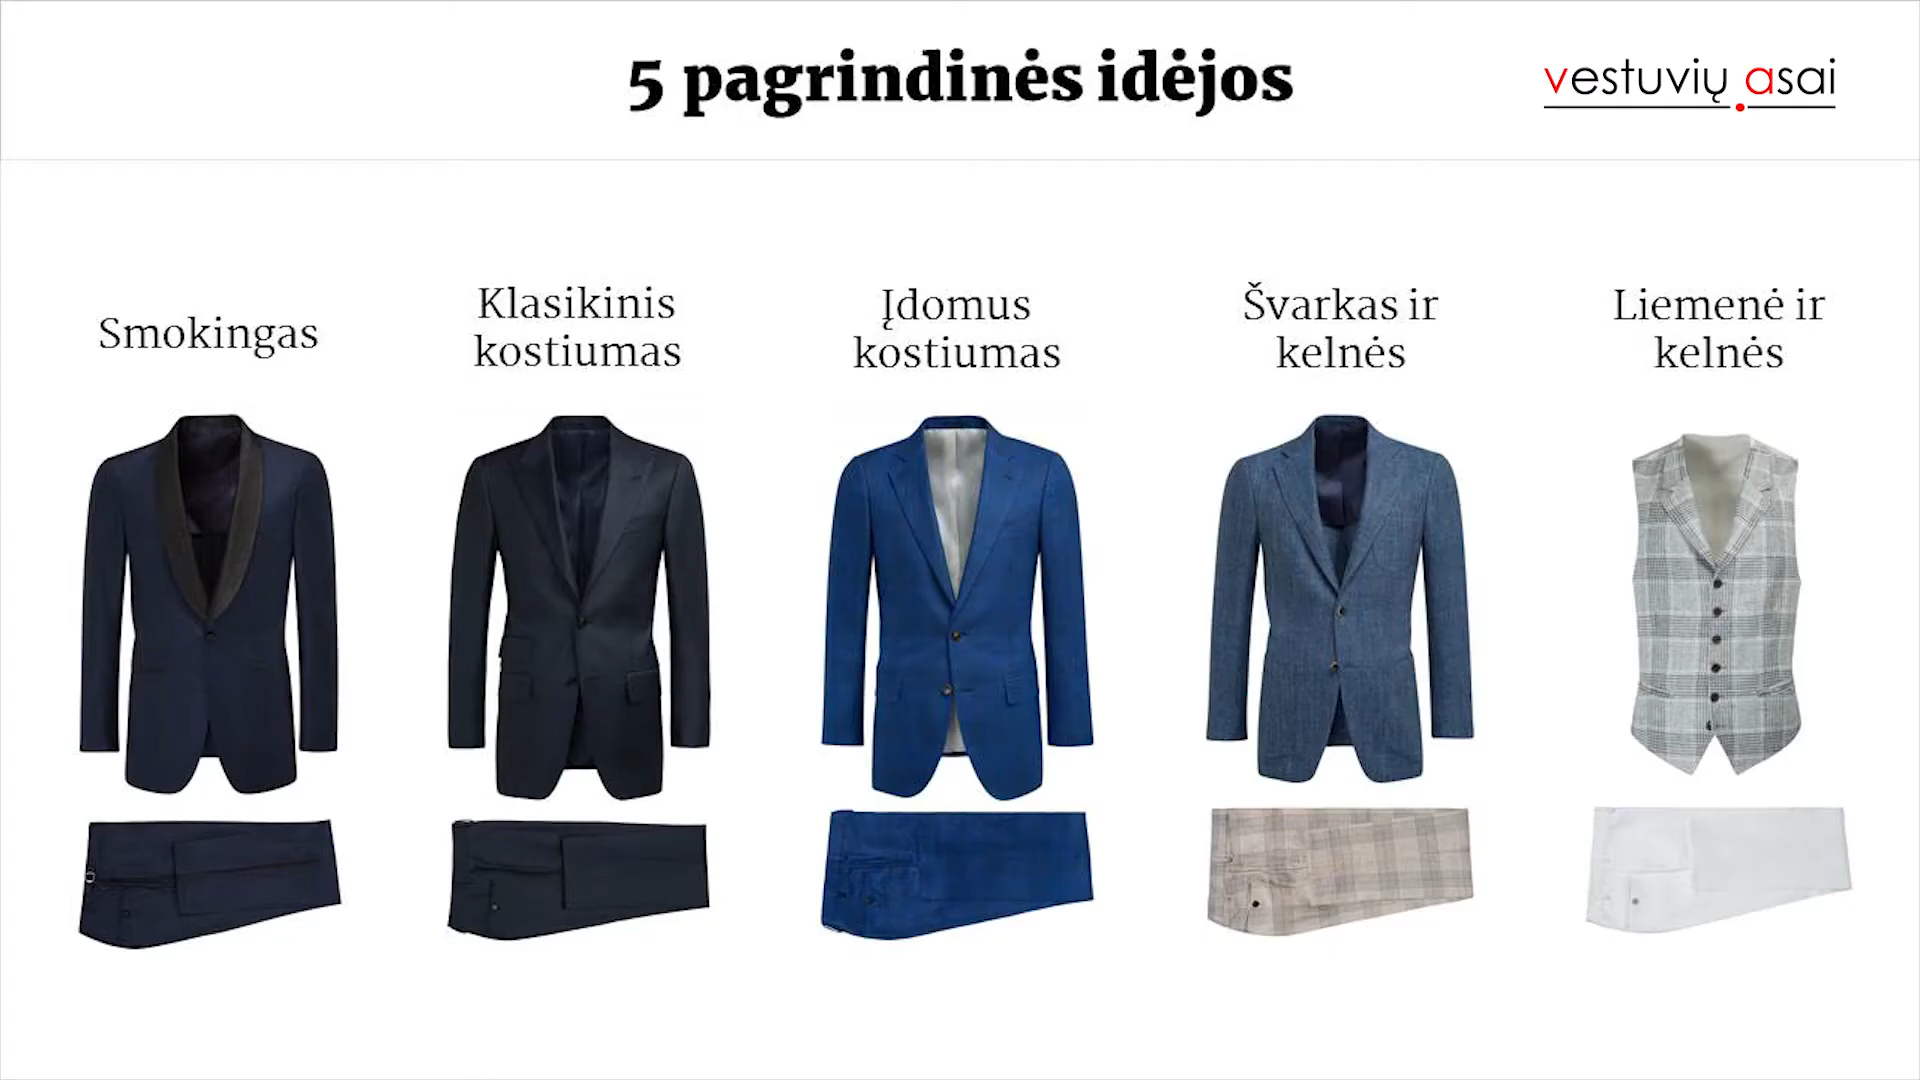 5 pagrindinės idėjos
vestuvių asai
Smokingas
Klasikinis
kostiumas
Įdomus
kostiumas
Švarkas ir
kelnės
Liemenė ir
kelnės